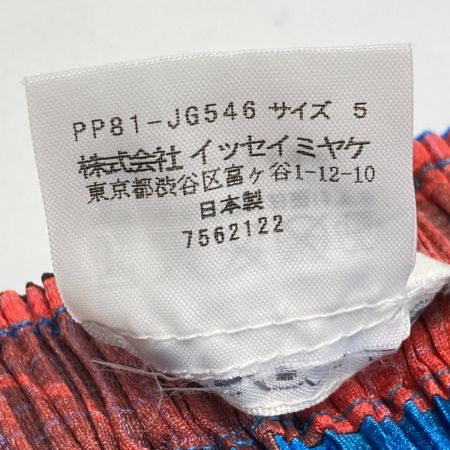 PP81-JG546 サイズ 5
株式会社 イッセイミヤケ
東京都渋谷区富ヶ谷1-12-10
日本製
7562122